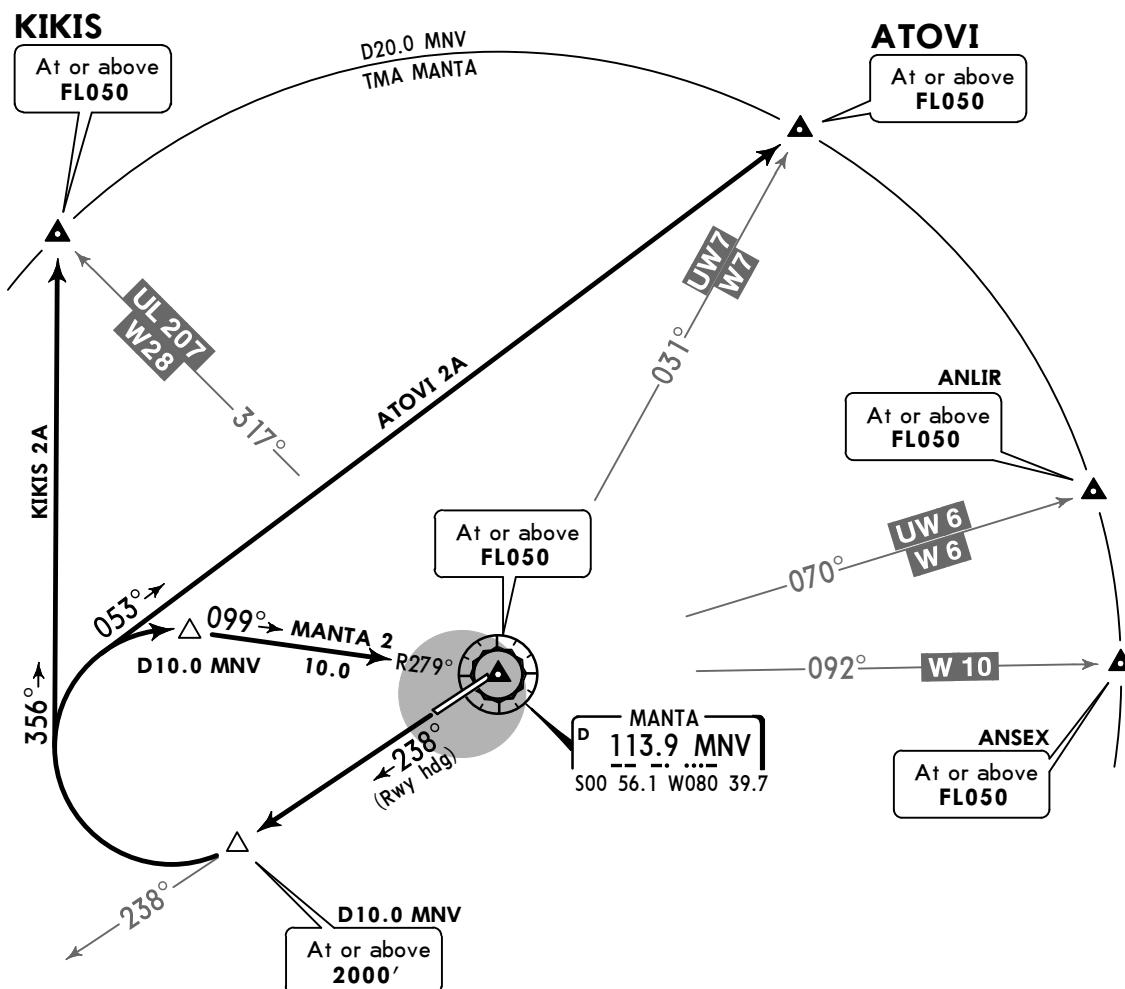 KIKIS
At or above
FL050
D20.0 MNV
TMA MANTA
ATOVI
At or above
FL050
UW7
W7
UL 207
W28
031°
317°
ATOVI 2A
KIKIS 2A
ANLIR
At or above
FL050
At or above
FL050
UW 6
W 6
070°
053°
099°
MANTA 2
R279°
D10.0 MNV
10.0
092°
W 10
356°
238°
(Rwy hdg)
MANTA
D
113.9 MNV
S00 56.1 W080 39.7
ANSEX
At or above
FL050
238°
D10.0 MNV
At or above
2000′